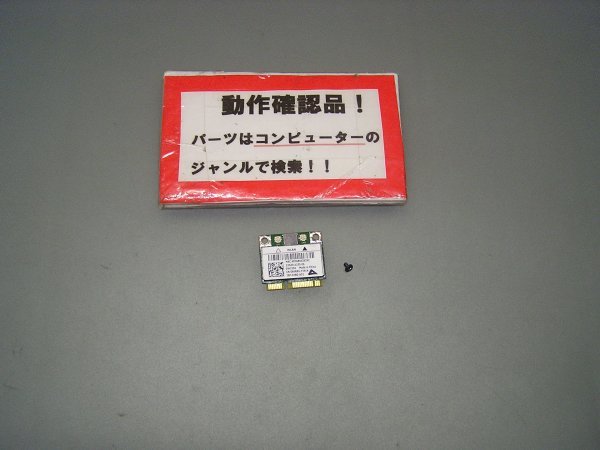 動作確認品！
パーツはコンピューターの
ジャンルで検索！！